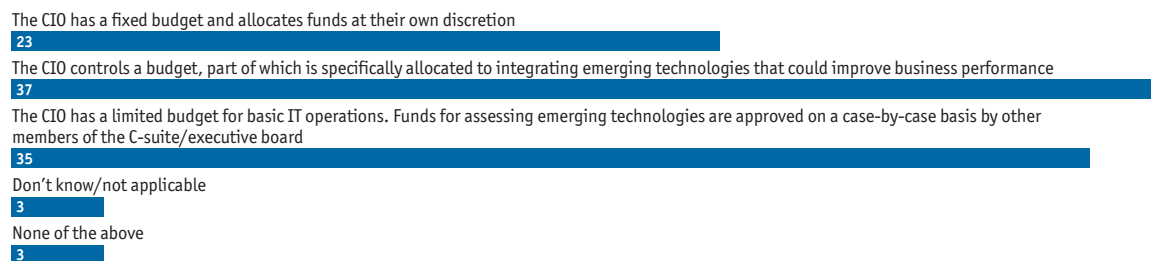 The CIO has a fixed budget and allocates funds at their own discretion
23
The CIO controls a budget, part of which is specifically allocated to integrating emerging technologies that could improve business performance
37
The CIO has a limited budget for basic IT operations. Funds for assessing emerging technologies are approved on a case-by-case basis by other
members of the C-suite/executive board
35
Don’t know/not applicable
3
None of the above
3